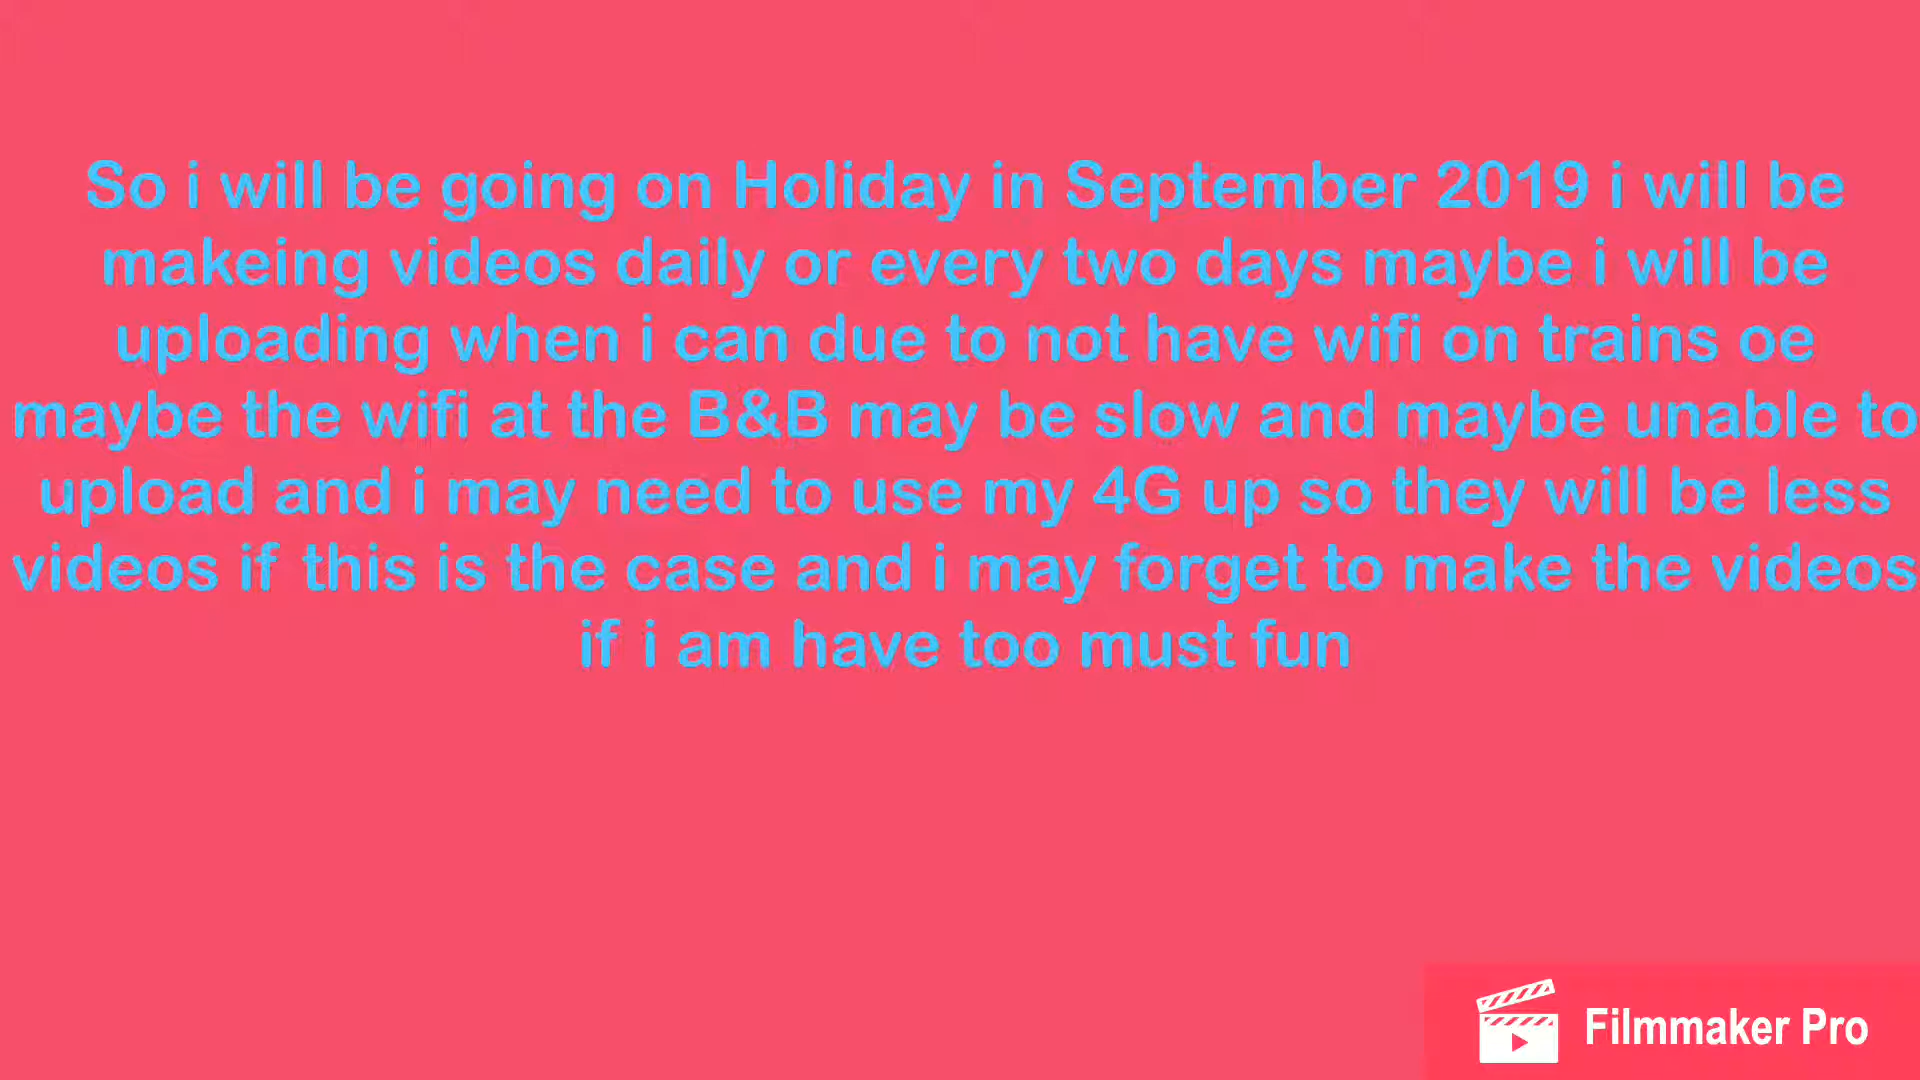 So i will be going on Holiday in September 2019 i will be
makeing videos daily or every two days maybe i will be
uploading when i can due to not have wifi on trains oe
maybe the wifi at the B&B may be slow and maybe unable to
upload and i may need to use my 4G up so they will be less
videos if this is the case and i may forget to make the videos
if i am have too must fun
Filmmaker Pro